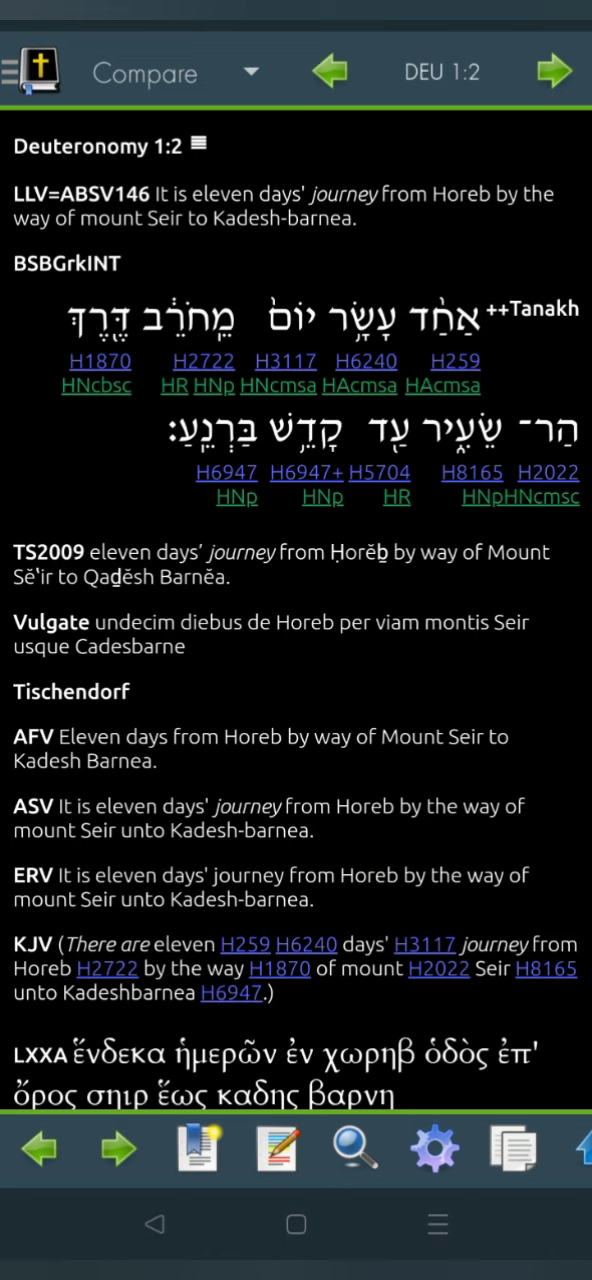 Compare
DEU 1:2
Deuteronomy 1:2
LLV=ABSV146 It is eleven days' journey from Horeb by the
way of mount Seir to Kadesh-barnea.
BSBGrkINT
++Tanakh אַחַ֨ד עָשָׂ֥ר יוֹם֙ מֵֽחֹרֵ֔ב דֶּ֖רֶךְ
H1870 H2722 H3117 H6240 H259
HNcbsc HR HNp HNcmsa HAcmsa HAcmsa
הַר־ שֵׂעִ֑יר עַ֖ד קָדֵ֥שׁ בַּרְנֵֽעַ׃
H6947 H6947+ H5704 H8165 H2022
HNp HNp HR HNpHNcmsc
TS2009 eleven days’ journey from Ḥorĕḇ by way of Mount
Sĕ‛ir to Qaḏĕsh Barnĕa.
Vulgate undecim diebus de Horeb per viam montis Seir
usque Cadesbarne
Tischendorf
AFV Eleven days from Horeb by way of Mount Seir to
Kadesh Barnea.
ASV It is eleven days' journey from Horeb by the way of
mount Seir unto Kadesh-barnea.
ERV It is eleven days' journey from Horeb by the way of
mount Seir unto Kadesh-barnea.
KJV (There are eleven H259 H6240 days' H3117 journey from
Horeb H2722 by the way H1870 of mount H2022 Seir H8165
unto Kadeshbarnea H6947.)
LXXA ἕνδεκα ἡμερῶν ἐν χωρηβ ὁδὸς ἐπ'
ὄρος σηιρ ἕως καδης βαρνη